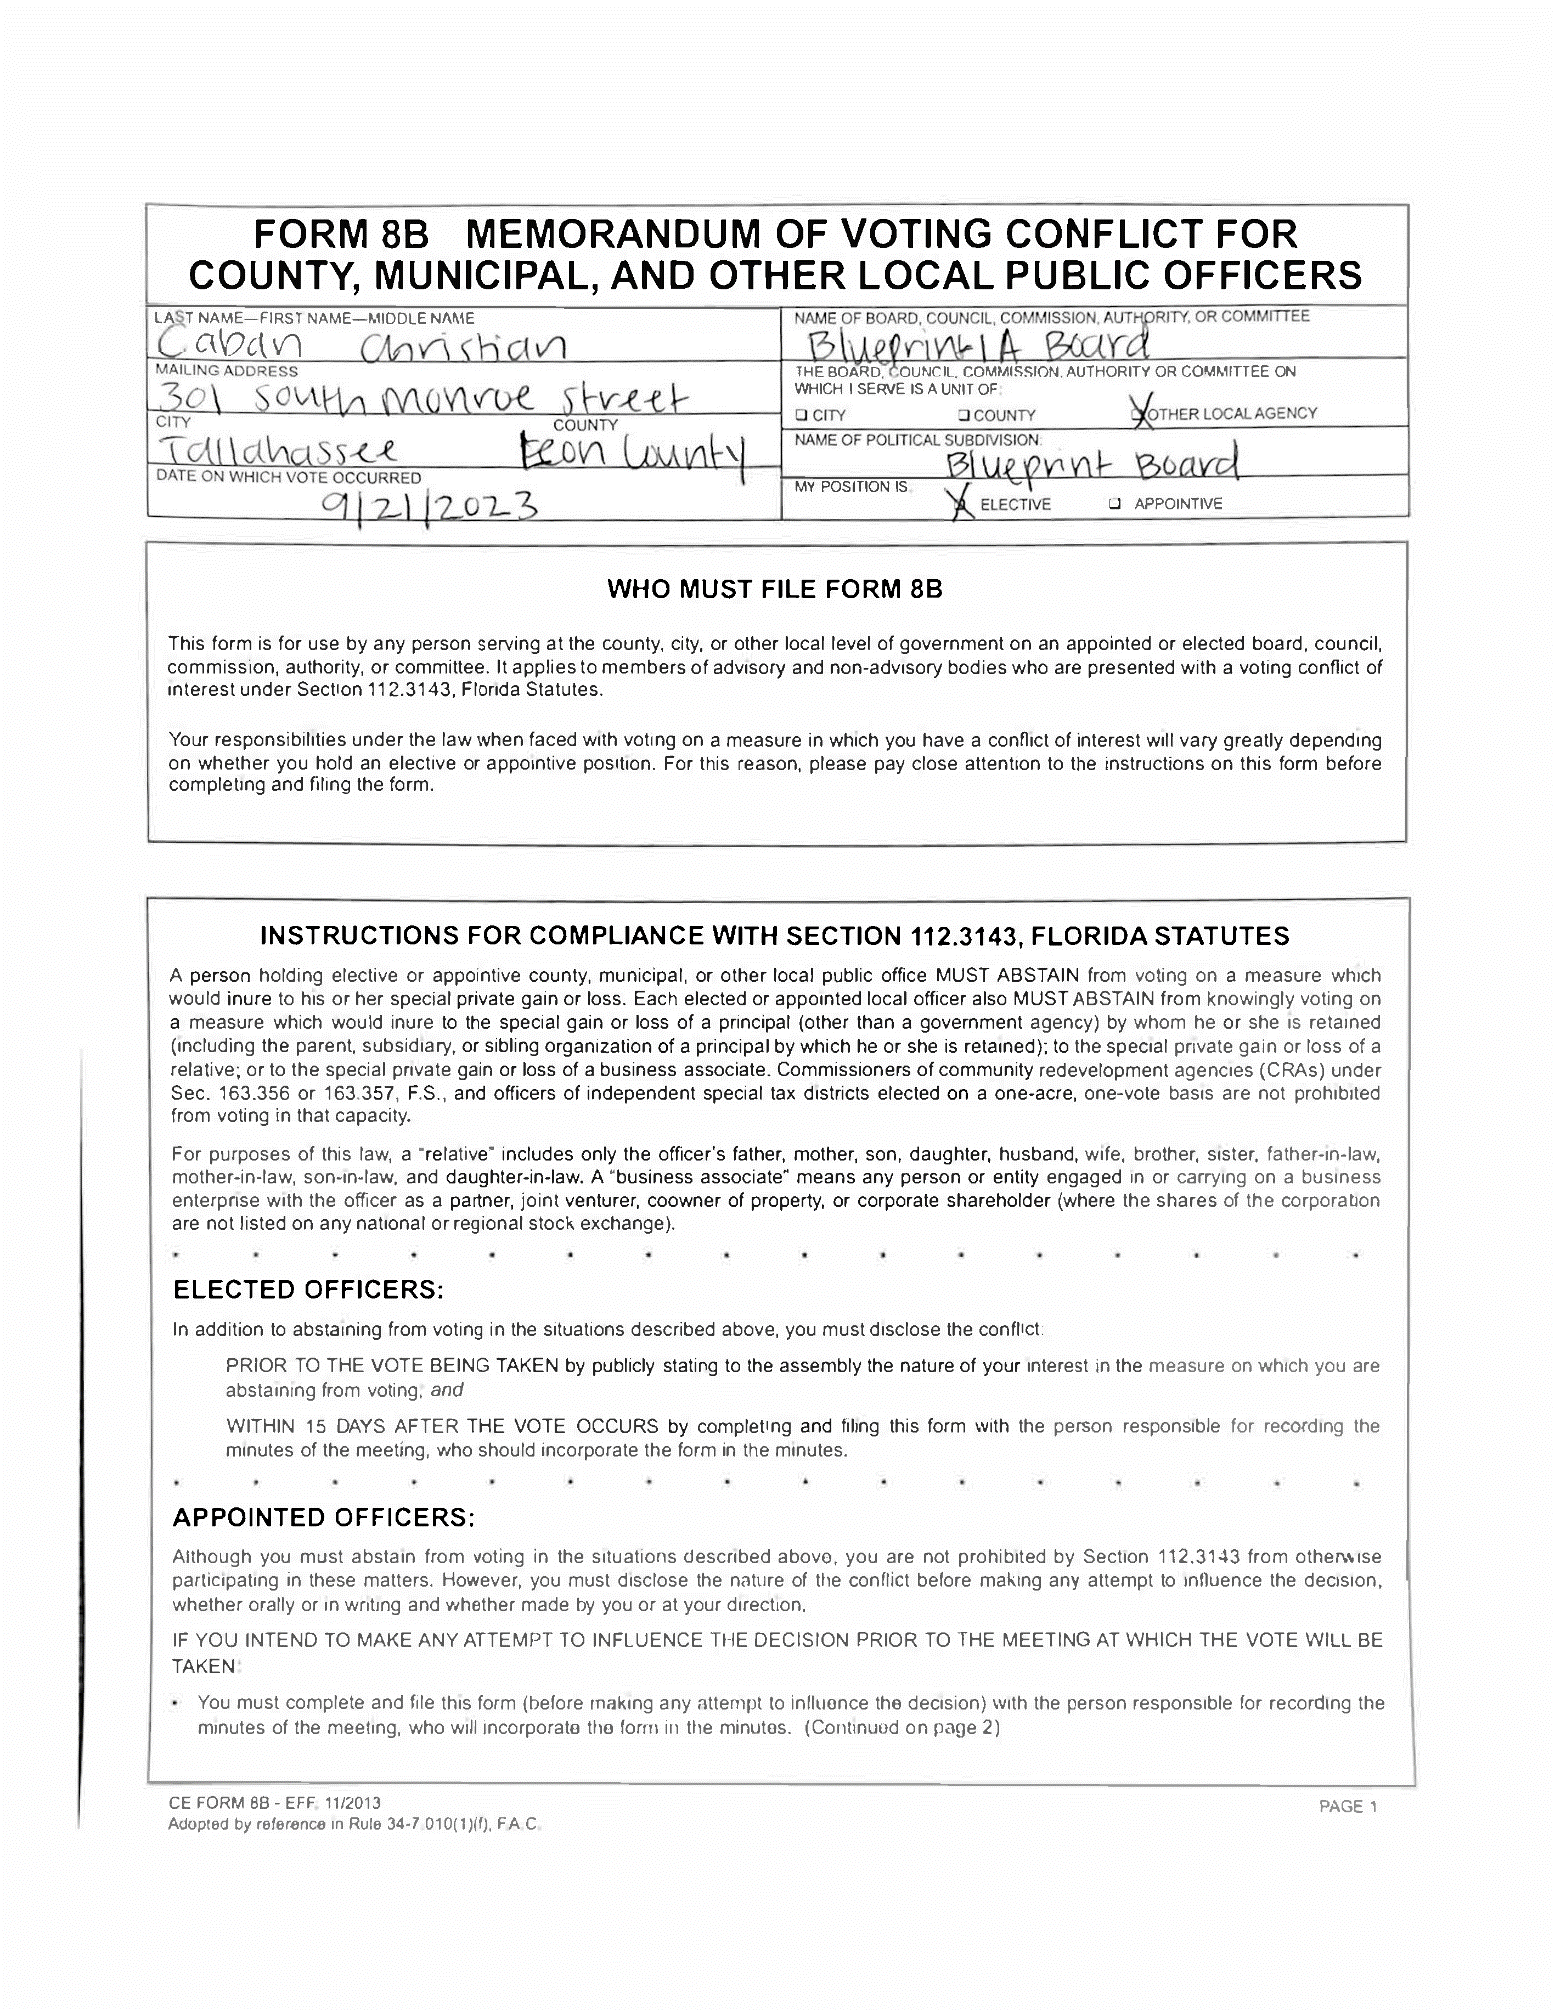 FORM 8B MEMORANDUM OF VOTING CONFLICT FOR
COUNTY, MUNICIPAL, AND OTHER LOCAL PUBLIC OFFICERS
LAST NAME—FIRST NAME—MIDDLE NAME
Caban Christian
MAILING ADDRESS
301 South Monroe Street
CITY COUNTY
Tallahassee Leon County
DATE ON WHICH VOTE OCCURRED
9/21/2023
NAME OF BOARD, COUNCIL, COMMISSION, AUTHORITY, OR COMMITTEE
Blueprint IA Board
THE BOARD, COUNCIL, COMMISSION, AUTHORITY OR COMMITTEE ON
WHICH I SERVE IS A UNIT OF:
❑ CITY ❑ COUNTY X OTHER LOCAL AGENCY
NAME OF POLITICAL SUBDIVISION:
Blueprint Board
MY POSITION IS:
X ELECTIVE ❑ APPOINTIVE
WHO MUST FILE FORM 8B
This form is for use by any person serving at the county, city, or other local level of government on an appointed or elected board, council,
commission, authority, or committee. It applies to members of advisory and non-advisory bodies who are presented with a voting conflict of
interest under Section 112.3143, Florida Statutes.
Your responsibilities under the law when faced with voting on a measure in which you have a conflict of interest will vary greatly depending
on whether you hold an elective or appointive position. For this reason, please pay close attention to the instructions on this form before
completing and filing the form.
INSTRUCTIONS FOR COMPLIANCE WITH SECTION 112.3143, FLORIDA STATUTES
A person holding elective or appointive county, municipal, or other local public office MUST ABSTAIN from voting on a measure which
would inure to his or her special private gain or loss. Each elected or appointed local officer also MUST ABSTAIN from knowingly voting on
a measure which would inure to the special gain or loss of a principal (other than a government agency) by whom he or she is retained
(including the parent, subsidiary, or sibling organization of a principal by which he or she is retained); to the special private gain or loss of a
relative; or to the special private gain or loss of a business associate. Commissioners of community redevelopment agencies (CRAs) under
Sec. 163.356 or 163.357, F.S., and officers of independent special tax districts elected on a one-acre, one-vote basis are not prohibited
from voting in that capacity.
For purposes of this law, a "relative" includes only the officer's father, mother, son, daughter, husband, wife, brother, sister, father-in-law,
mother-in-law, son-in-law, and daughter-in-law. A "business associate" means any person or entity engaged in or carrying on a business
enterprise with the officer as a partner, joint venturer, coowner of property, or corporate shareholder (where the shares of the corporation
are not listed on any national or regional stock exchange).
* * * * * * * * * * * * * * * *
ELECTED OFFICERS:
In addition to abstaining from voting in the situations described above, you must disclose the conflict:
PRIOR TO THE VOTE BEING TAKEN by publicly stating to the assembly the nature of your interest in the measure on which you are
abstaining from voting; and
WITHIN 15 DAYS AFTER THE VOTE OCCURS by completing and filing this form with the person responsible for recording the
minutes of the meeting, who should incorporate the form in the minutes.
* * * * * * * * * * * * * * * *
APPOINTED OFFICERS:
Although you must abstain from voting in the situations described above, you are not prohibited by Section 112.3143 from otherwise
participating in these matters. However, you must disclose the nature of the conflict before making any attempt to influence the decision,
whether orally or in writing and whether made by you or at your direction.
IF YOU INTEND TO MAKE ANY ATTEMPT TO INFLUENCE THE DECISION PRIOR TO THE MEETING AT WHICH THE VOTE WILL BE
TAKEN:
• You must complete and file this form (before making any attempt to influence the decision) with the person responsible for recording the
minutes of the meeting, who will incorporate the form in the minutes. (Continued on page 2)
CE FORM 8B - EFF. 11/2013 PAGE 1
Adopted by reference in Rule 34-7.010(1)(f), F.A.C.